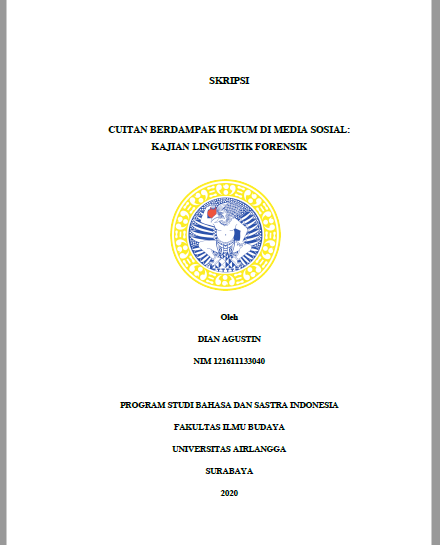 SKRIPSI
CUITAN BERDAMPAK HUKUM DI MEDIA SOSIAL:
KAJIAN LINGUISTIK FORENSIK
Oleh
DIAN AGUSTIN
NIM 121611133040
PROGRAM STUDI BAHASA DAN SASTRA INDONESIA
FAKULTAS ILMU BUDAYA
UNIVERSITAS AIRLANGGA
SURABAYA
2020